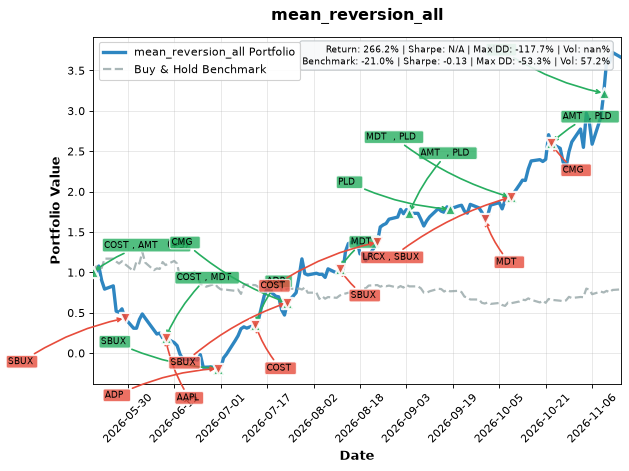 mean_reversion_all
mean_reversion_all Portfolio
Buy & Hold Benchmark
Return: 266.2% | Sharpe: N/A | Max DD: -117.7% | Vol: nan%
Benchmark: -21.0% | Sharpe: -0.13 | Max DD: -53.3% | Vol: 57.2%
Portfolio Value
3.5
3.0
2.5
2.0
1.5
1.0
0.5
0.0
AMT , PLD
MDT , PLD
AMT , PLD
CMG
PLD
COST , AMT
CMG
MDT
LRCX , SBUX
MDT
COST , MDT
COST
SBUX
SBUX
SBUX
SBUX
COST
ADP
AAPL
2026-05-30
2026-07-01
2026-07-17
2026-08-02
2026-08-18
2026-09-03
2026-09-19
2026-10-05
2026-10-21
2026-11-06
Date